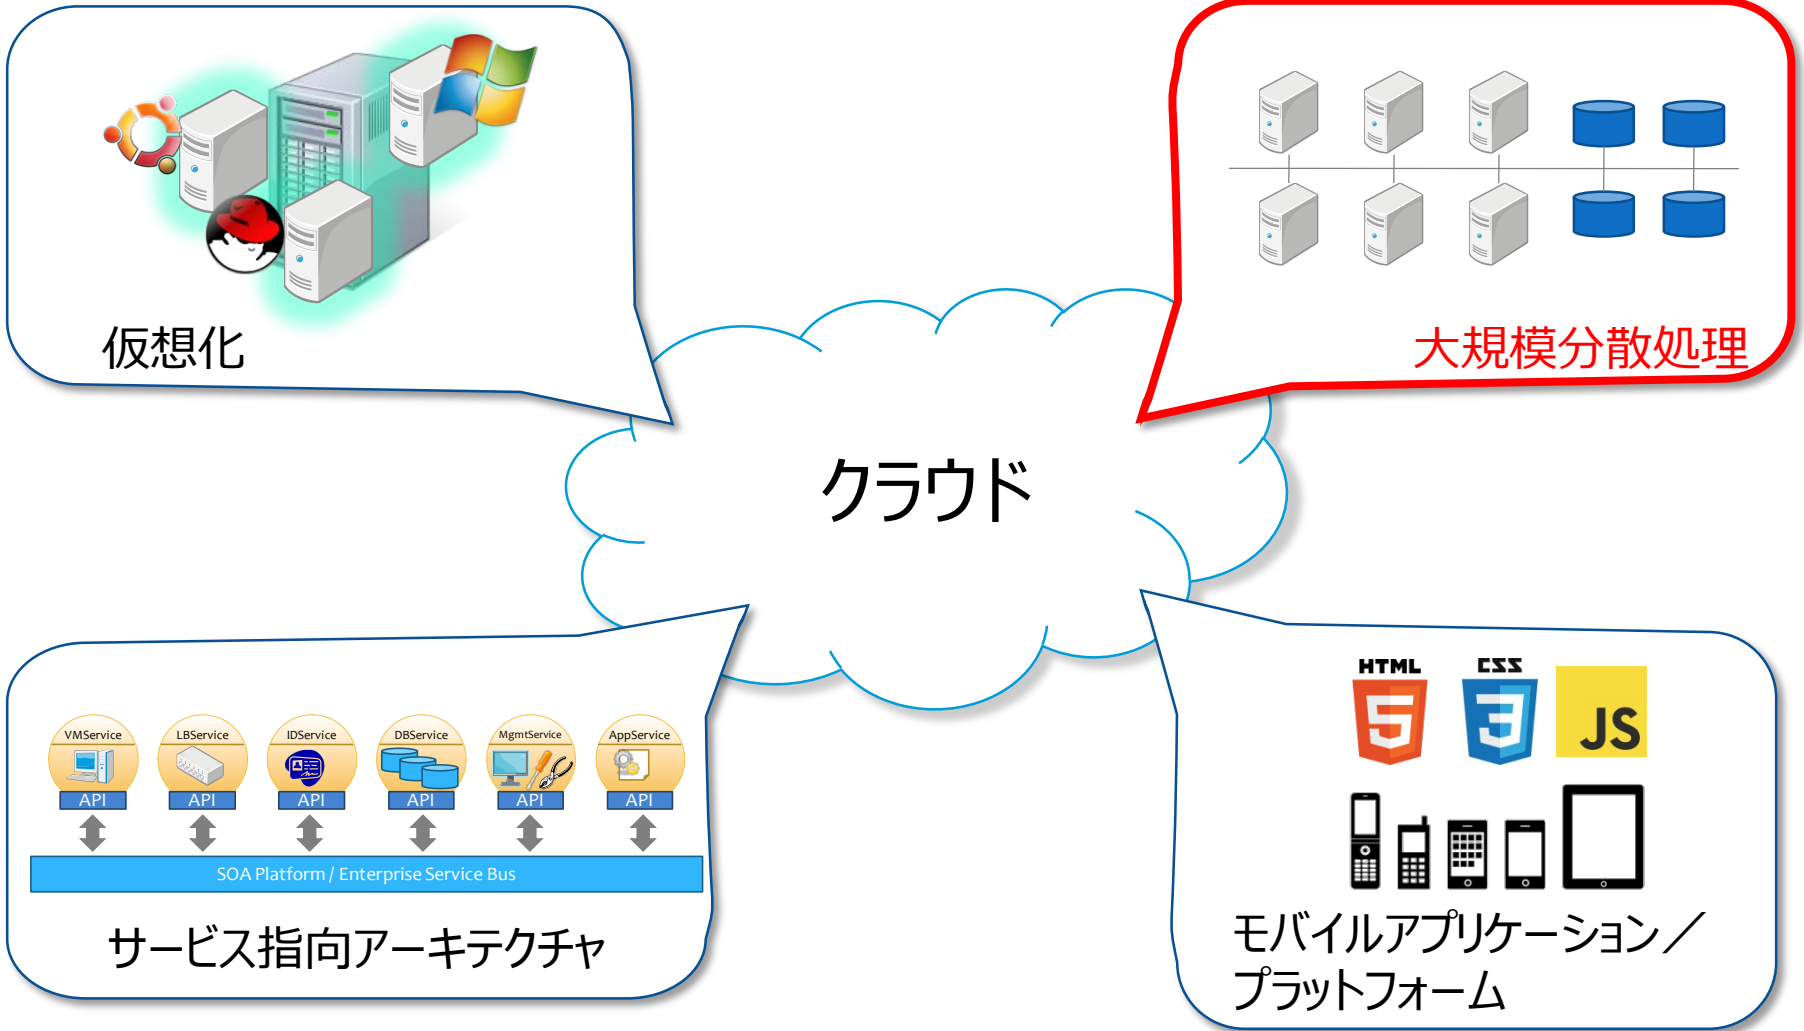 仮想化
大規模分散処理
クラウド
VMService
LBService
IDService
DBService
MgmtService
AppService
API
API
API
API
API
API
SOA Platform / Enterprise Service Bus
サービス指向アーキテクチャ
HTML
CSS
5
3
JS
モバイルアプリケーション／
プラットフォーム